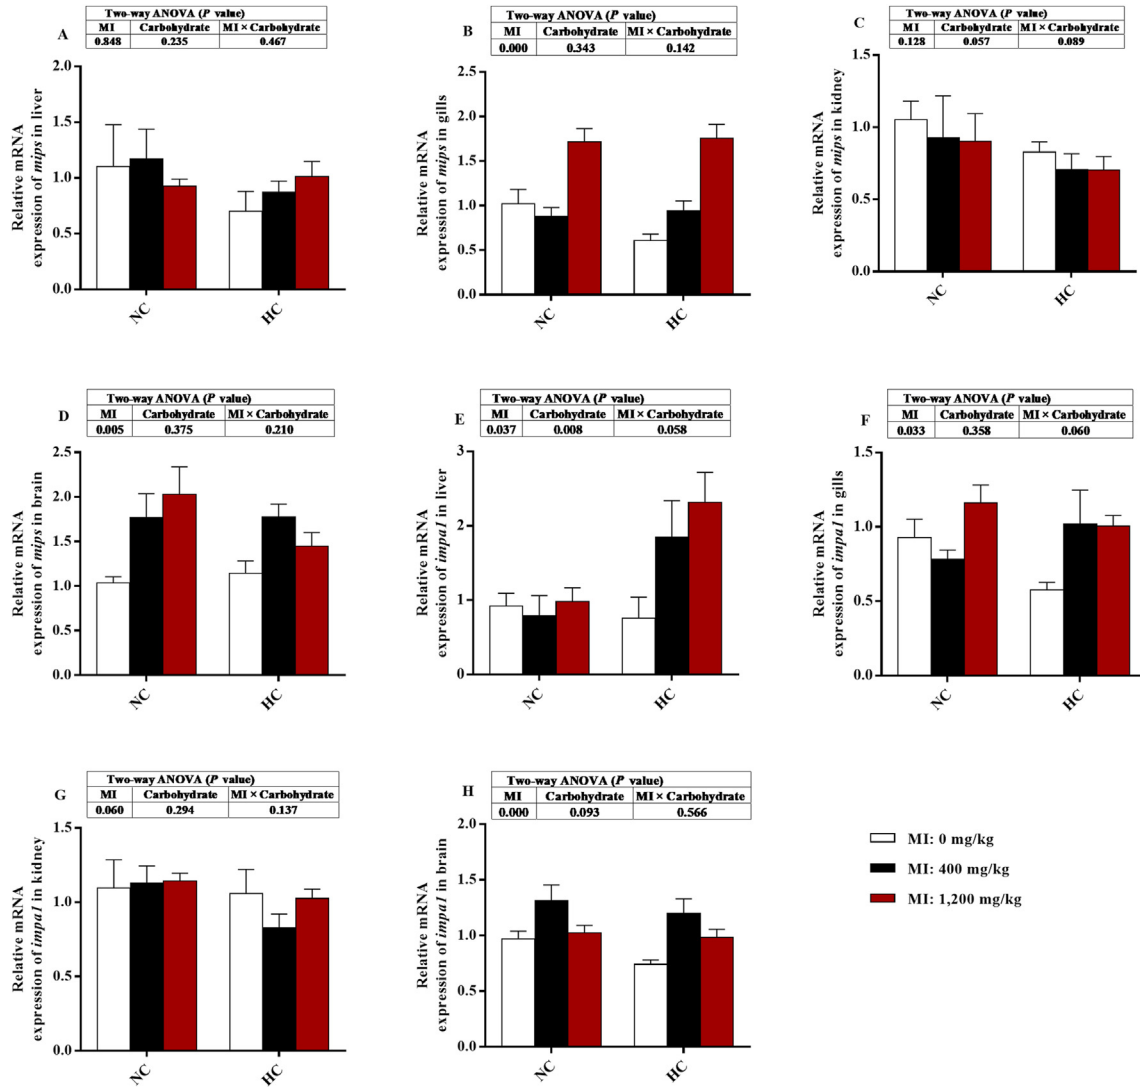 A
Two-way ANOVA (P value)
MI Carbohydrate MI × Carbohydrate
0.848 0.235 0.467
Relative mRNA
expression of mips in liver
2.0
1.5
1.0
0.5
0.0
NC HC
B
Two-way ANOVA (P value)
MI Carbohydrate MI × Carbohydrate
0.000 0.343 0.142
Relative mRNA
expression of mips in gills
2.5
2.0
1.5
1.0
0.5
0.0
NC HC
C
Two-way ANOVA (P value)
MI Carbohydrate MI × Carbohydrate
0.128 0.057 0.089
Relative mRNA
expression of mips in kidney
1.5
1.0
0.5
0.0
NC HC
D
Two-way ANOVA (P value)
MI Carbohydrate MI × Carbohydrate
0.005 0.375 0.210
Relative mRNA
expression of mips in brain
2.5
2.0
1.5
1.0
0.5
0.0
NC HC
E
Two-way ANOVA (P value)
MI Carbohydrate MI × Carbohydrate
0.037 0.008 0.058
Relative mRNA
expression of impa1 in liver
3
2
1
0
NC HC
F
Two-way ANOVA (P value)
MI Carbohydrate MI × Carbohydrate
0.033 0.358 0.060
Relative mRNA
expression of impa1 in gills
1.5
1.0
0.5
0.0
NC HC
G
Two-way ANOVA (P value)
MI Carbohydrate MI × Carbohydrate
0.060 0.294 0.137
Relative mRNA
expression of impa1 in kidney
1.5
1.0
0.5
0.0
NC HC
H
Two-way ANOVA (P value)
MI Carbohydrate MI × Carbohydrate
0.000 0.093 0.566
Relative mRNA
expression of impa1 in brain
2.0
1.5
1.0
0.5
0.0
NC HC
MI: 0 mg/kg
MI: 400 mg/kg
MI: 1,200 mg/kg